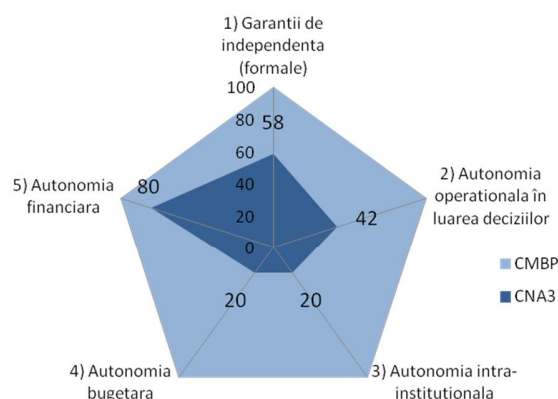 1) Garantii de
independenta
(formale)
100
80
60
40
20
0
58
2) Autonomia
operationala în
luarea deciziilor
42
5) Autonomia
financiara
80
CMBP
CNA3
20
20
4) Autonomia
bugetara
3) Autonomia intra-
institutionala